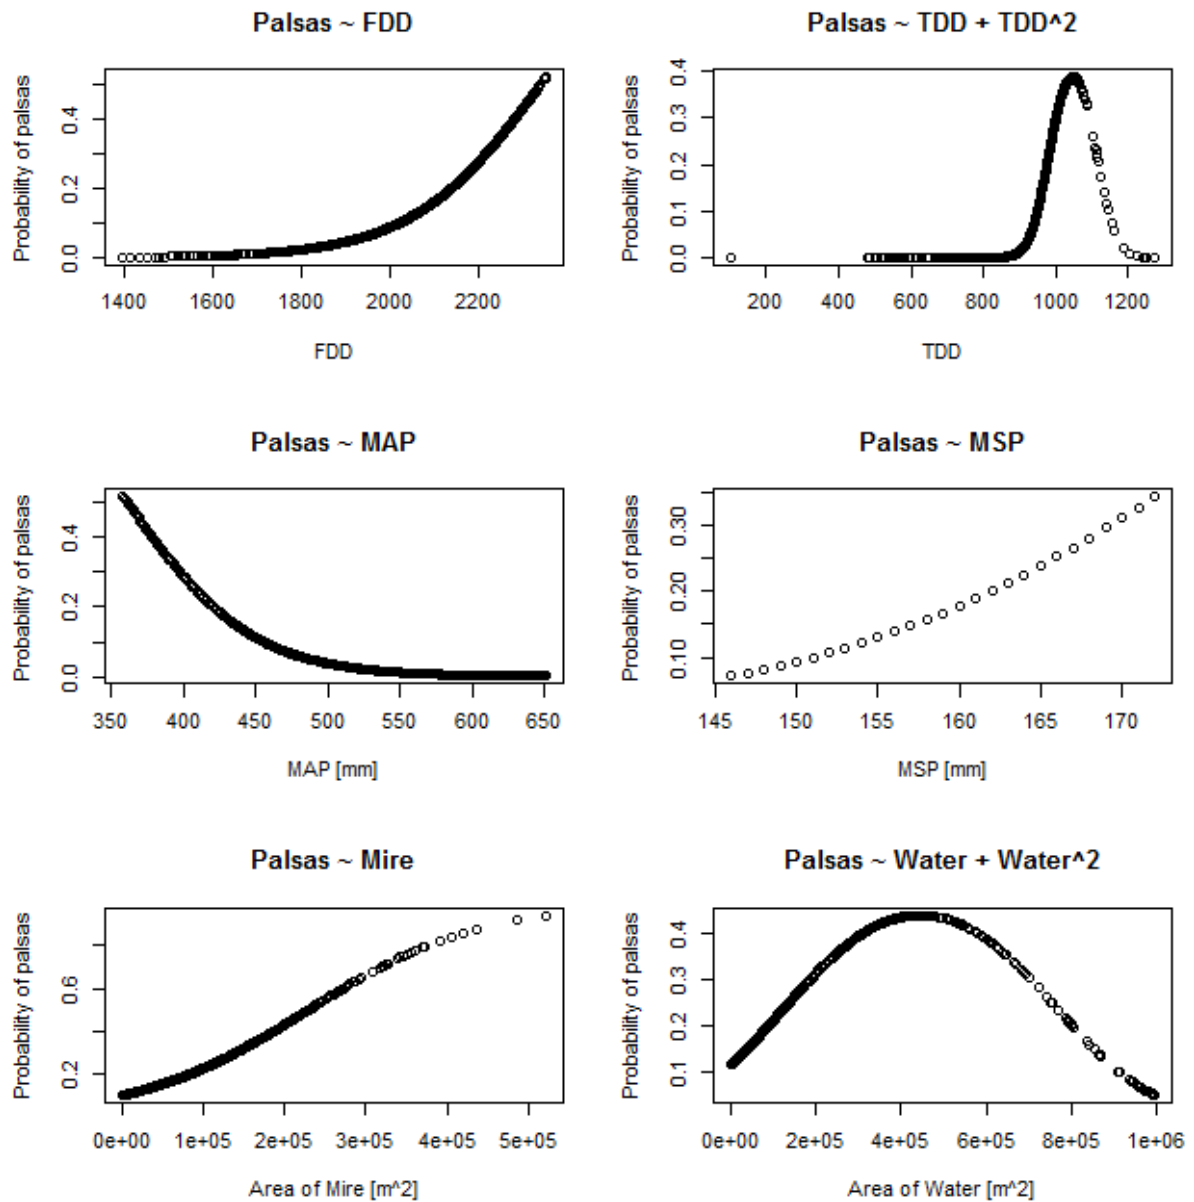 Palsas ~ FDD
Probability of palsas
0.0 0.2 0.4
1400 1600 1800 2000 2200
FDD
Palsas ~ TDD + TDD^2
Probability of palsas
0.0 0.1 0.2 0.3 0.4
200 400 600 800 1000 1200
TDD
Palsas ~ MAP
Probability of palsas
0.0 0.2 0.4
350 400 450 500 550 600 650
MAP [mm]
Palsas ~ MSP
Probability of palsas
0.10 0.20 0.30
145 150 155 160 165 170
MSP [mm]
Palsas ~ Mire
Probability of palsas
0.2 0.6
0e+00 1e+05 2e+05 3e+05 4e+05 5e+05
Area of Mire [m^2]
Palsas ~ Water + Water^2
Probability of palsas
0.1 0.2 0.3 0.4
0e+00 2e+05 4e+05 6e+05 8e+05 1e+06
Area of Water [m^2]